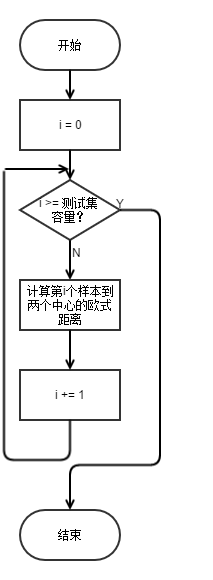 开始
i = 0
i >= 测试集
容量？
Y
N
计算第i个样本到
两个中心的欧式
距离
i += 1
结束